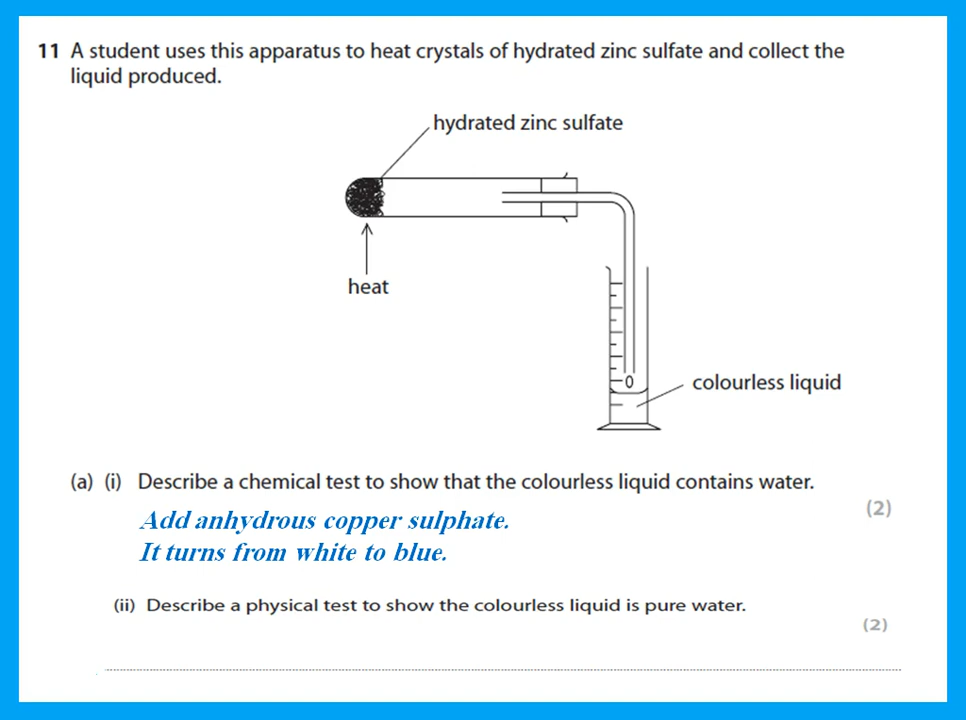 11 A student uses this apparatus to heat crystals of hydrated zinc sulfate and collect the
liquid produced.
hydrated zinc sulfate
heat
colourless liquid
(a) (i) Describe a chemical test to show that the colourless liquid contains water.
(2)
Add anhydrous copper sulphate.
It turns from white to blue.
(ii) Describe a physical test to show the colourless liquid is pure water.
(2)